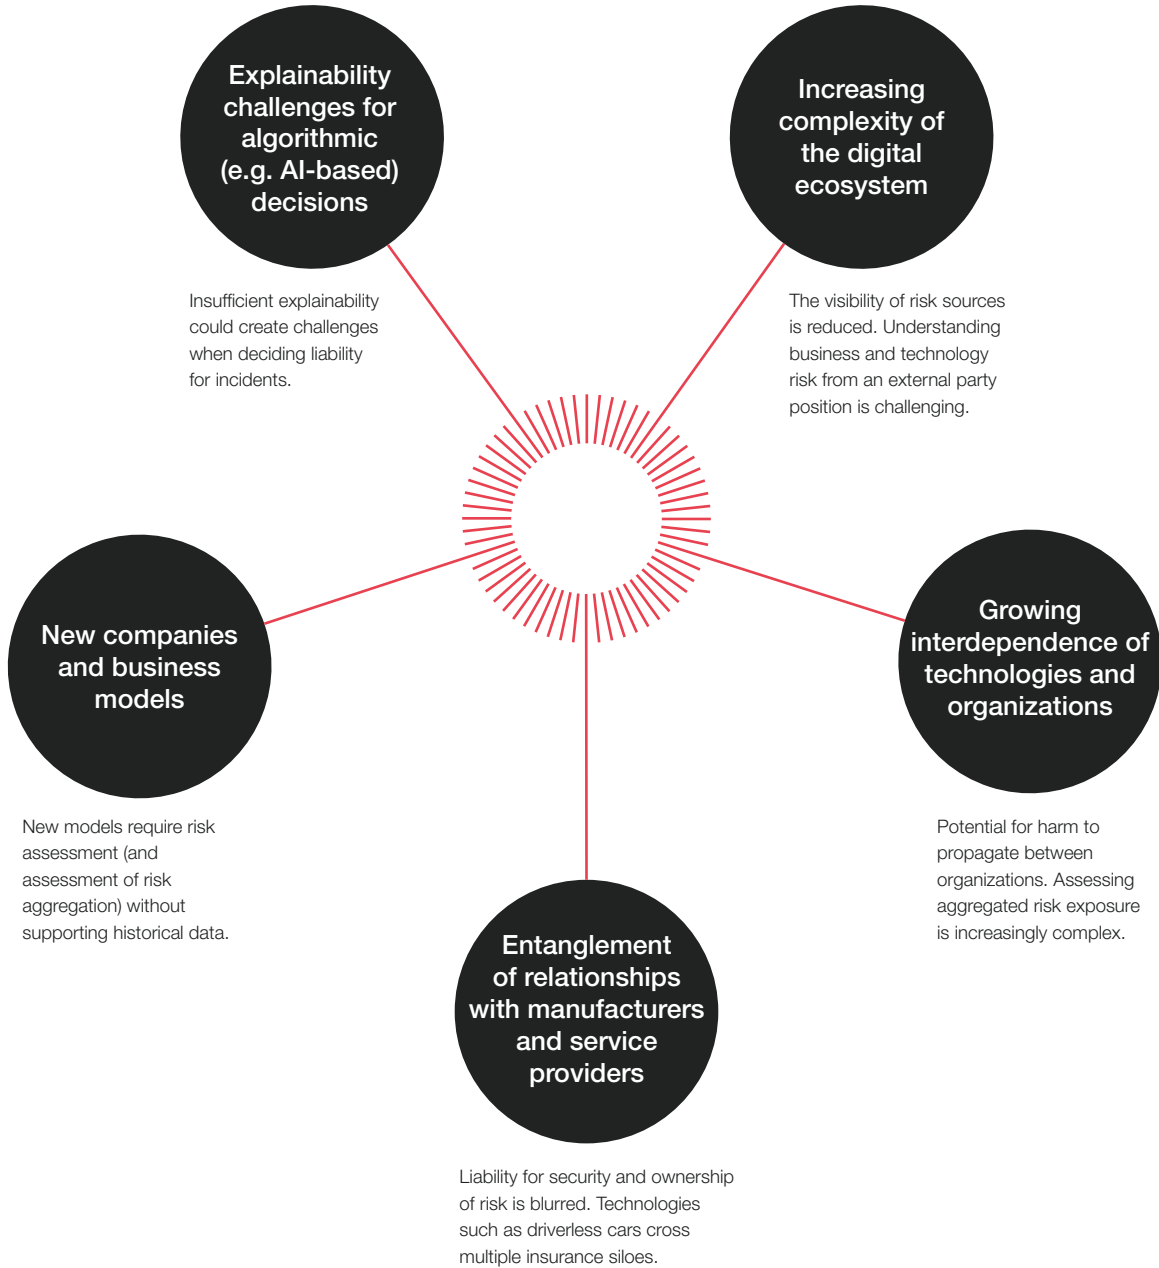 Explainability
challenges for
algorithmic
(e.g. AI-based)
decisions
Insufficient explainability
could create challenges
when deciding liability
for incidents.
Increasing
complexity of
the digital
ecosystem
The visibility of risk sources
is reduced. Understanding
business and technology
risk from an external party
position is challenging.
New companies
and business
models
New models require risk
assessment (and
assessment of risk
aggregation) without
supporting historical data.
Growing
interdependence of
technologies and
organizations
Potential for harm to
propagate between
organizations. Assessing
aggregated risk exposure
is increasingly complex.
Entanglement
of relationships
with manufacturers
and service
providers
Liability for security and ownership
of risk is blurred. Technologies
such as driverless cars cross
multiple insurance siloes.